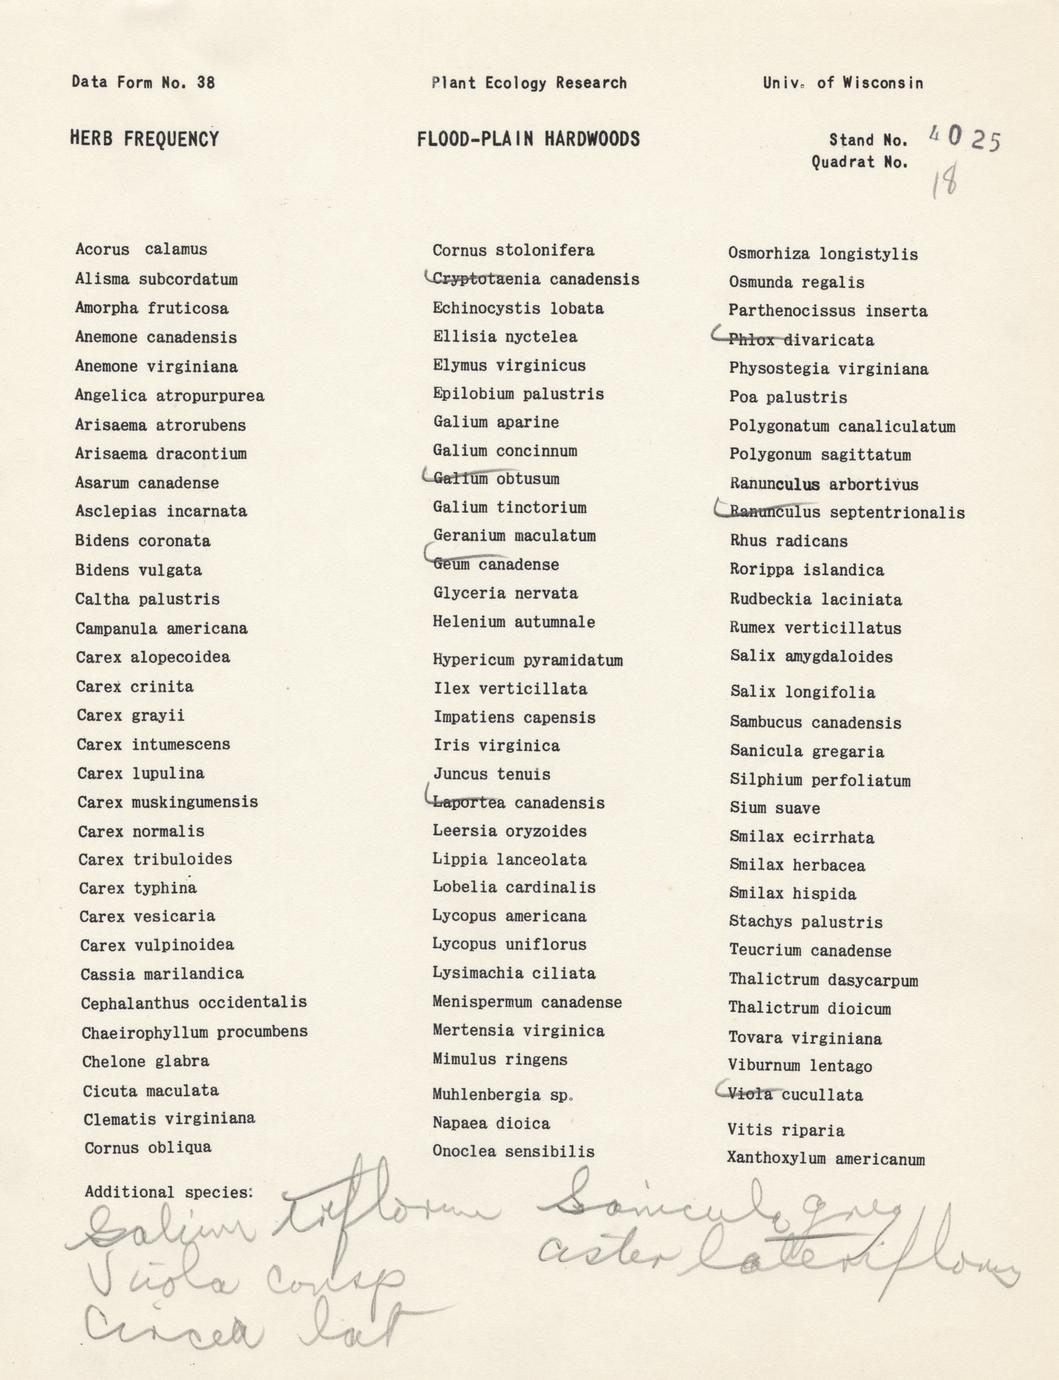 Data Form No. 38 Plant Ecology Research Univ. of Wisconsin
HERB FREQUENCY FLOOD-PLAIN HARDWOODS Stand No. 4025
Quadrat No. 18
Acorus calamus
Alisma subcordatum
Amorpha fruticosa
Anemone canadensis
Anemone virginiana
Angelica atropurpurea
Arisaema atrorubens
Arisaema dracontium
Asarum canadense
Asclepias incarnata
Bidens coronata
Bidens vulgata
Caltha palustris
Campanula americana
Carex alopecoidea
Carex crinita
Carex grayii
Carex intumescens
Carex lupulina
Carex muskingumensis
Carex normalis
Carex tribuloides
Carex typhina
Carex vesicaria
Carex vulpinoidea
Cassia marilandica
Cephalanthus occidentalis
Chaeirophyllum procumbens
Chelone glabra
Cicuta maculata
Clematis virginiana
Cornus obliqua
Cornus stolonifera
Cryptotaenia canadensis
Echinocystis lobata
Ellisia nyctelea
Elymus virginicus
Epilobium palustris
Galium aparine
Galium concinnum
Galium obtusum
Galium tinctorium
Geranium maculatum
Geum canadense
Glyceria nervata
Helenium autumnale
Hypericum pyramidatum
Ilex verticillata
Impatiens capensis
Iris virginica
Juncus tenuis
Laportea canadensis
Leersia oryzoides
Lippia lanceolata
Lobelia cardinalis
Lycopus americana
Lycopus uniflorus
Lysimachia ciliata
Menispermum canadense
Mertensia virginica
Mimulus ringens
Muhlenbergia sp.
Napaea dioica
Onoclea sensibilis
Osmorhiza longistylis
Osmunda regalis
Parthenocissus inserta
Phlox divaricata
Physostegia virginiana
Poa palustris
Polygonatum canaliculatum
Polygonum sagittatum
Ranunculus arbortivus
Ranunculus septentrionalis
Rhus radicans
Rorippa islandica
Rudbeckia laciniata
Rumex verticillatus
Salix amygdaloides
Salix longifolia
Sambucus canadensis
Sanicula gregaria
Silphium perfoliatum
Sium suave
Smilax ecirrhata
Smilax herbacea
Smilax hispida
Stachys palustris
Teucrium canadense
Thalictrum dasycarpum
Thalictrum dioicum
Tovara virginiana
Viburnum lentago
Viola cucullata
Vitis riparia
Xanthoxylum americanum
Additional species:
Galium triflorum
Viola consp
Circea lat
Sanicula greg
aster lateriflorus